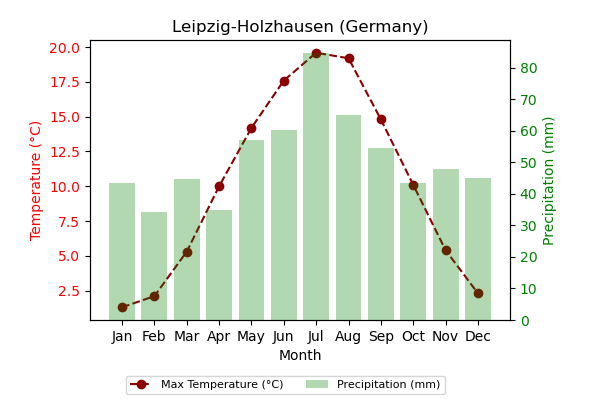 Leipzig-Holzhausen (Germany)
20.0
17.5
15.0
12.5
10.0
7.5
5.0
2.5
Temperature (°C)
80
70
60
50
40
30
20
10
0
Precipitation (mm)
Jan Feb Mar Apr May Jun Jul Aug Sep Oct Nov Dec
Month
Max Temperature (°C) Precipitation (mm)